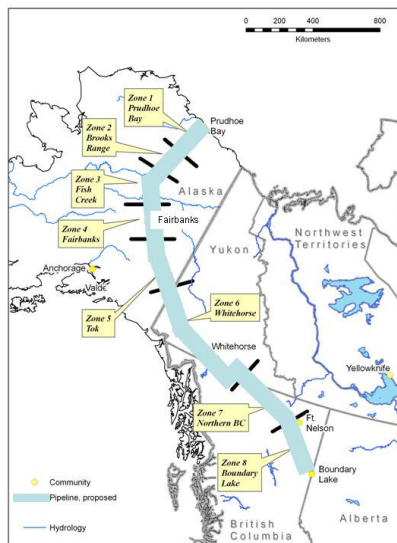 0
200
400
800
Kilometers
Zone 1
Prudhoe
Bay
Prudhoe
Bay
Zone 2
Brooks
Range
Zone 3
Fish
Creek
Alaska
Fairbanks
Zone 4
Fairbanks
Yukon
Northwest
Territories
Anchorage
Valdez
Zone 5
Tok
Zone 6
Whitehorse
Whitehorse
Yellowknife
Zone 7
Northern BC
Ft.
Nelson
Zone 8
Boundary
Lake
Boundary
Lake
Community
Pipeline, proposed
Hydrology
British
Columbia
Alberta